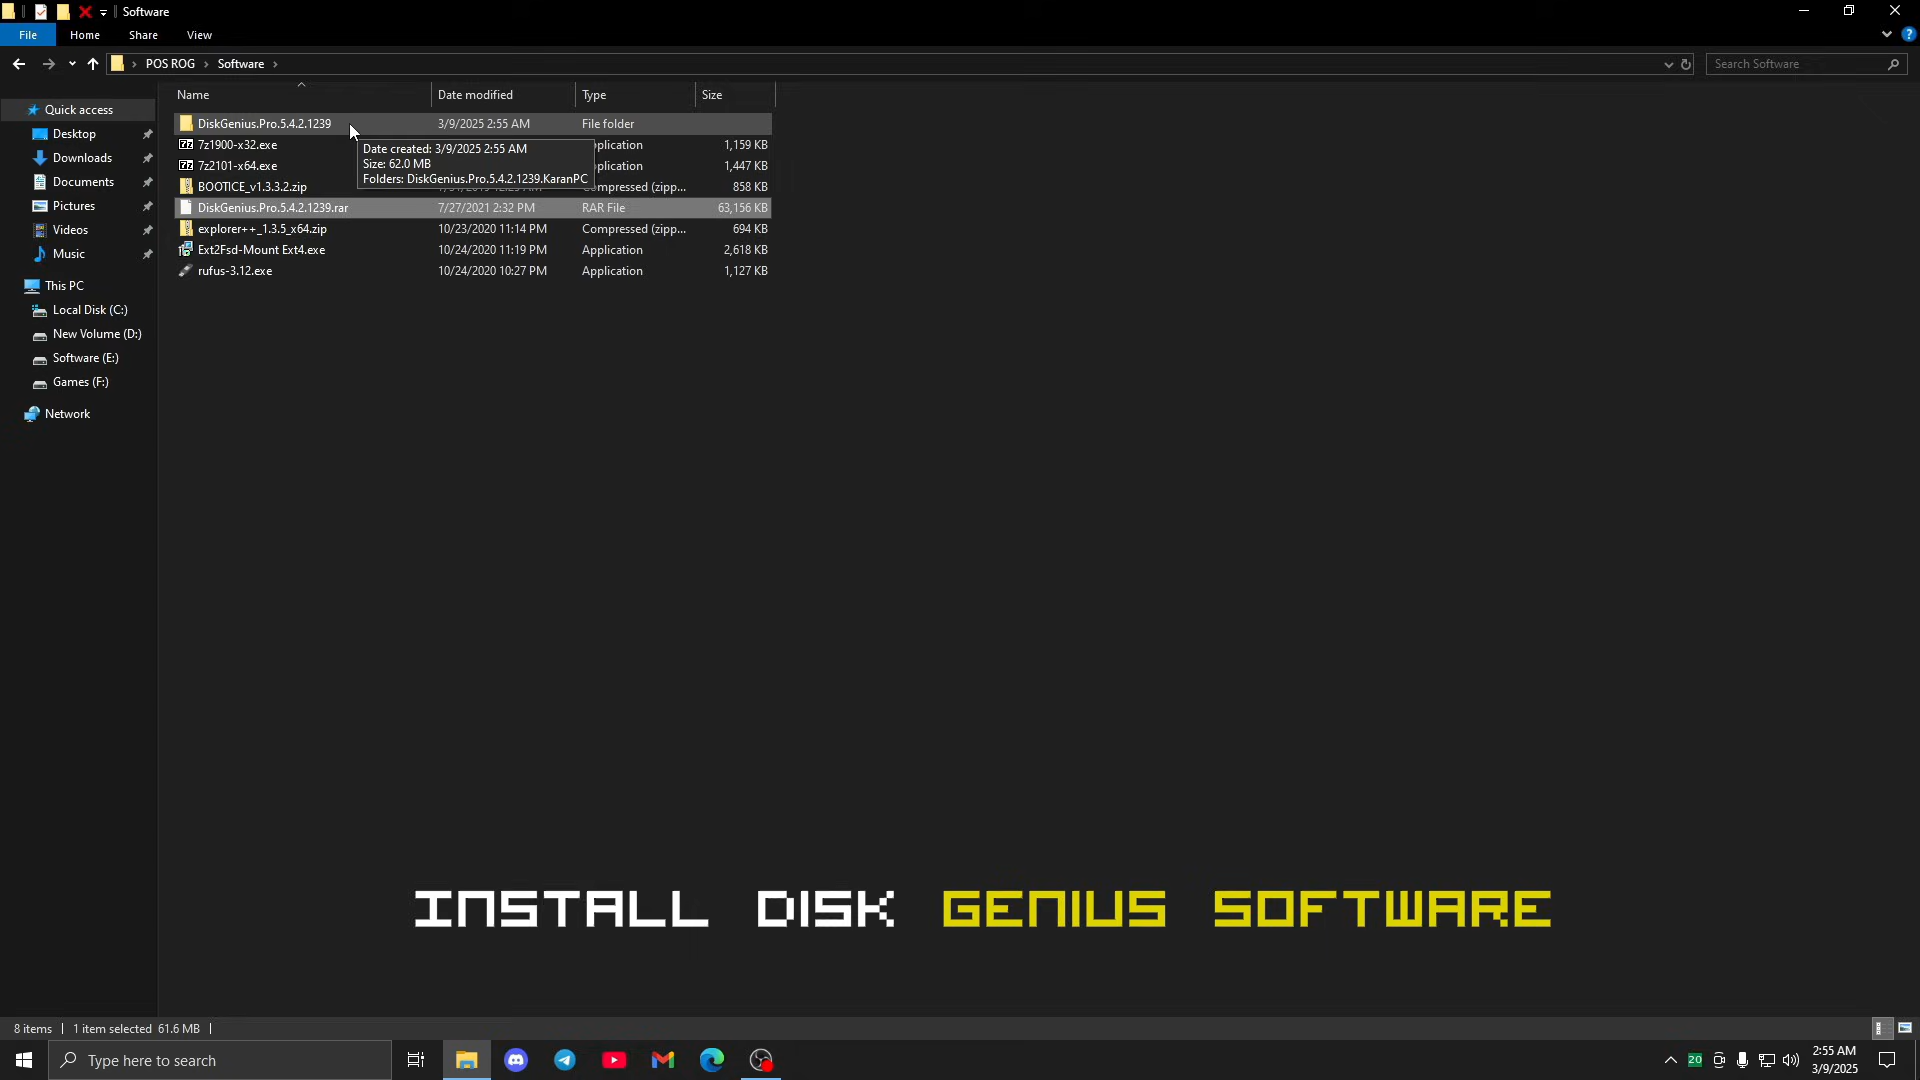 Software
File Home Share View
POS ROG Software
Search Software
Name Date modified Type Size
Quick access
Desktop
Downloads
Documents
Pictures
Videos
Music
This PC
Local Disk (C:)
New Volume (D:)
Software (E:)
Games (F:)
Network
DiskGenius.Pro.5.4.2.1239 3/9/2025 2:55 AM File folder
7z1900-x32.exe pplication 1,159 KB
7z2101-x64.exe pplication 1,447 KB
BOOTICE_v1.3.3.2.zip ompressed (zipp... 858 KB
DiskGenius.Pro.5.4.2.1239.rar 7/27/2021 2:32 PM RAR File 63,156 KB
explorer++_1.3.5_x64.zip 10/23/2020 11:14 PM Compressed (zipp... 694 KB
Ext2Fsd-Mount Ext4.exe 10/24/2020 11:19 PM Application 2,618 KB
rufus-3.12.exe 10/24/2020 10:27 PM Application 1,127 KB
Date created: 3/9/2025 2:55 AM
Size: 62.0 MB
Folders: DiskGenius.Pro.5.4.2.1239.KaranPC
INSTALL DISK GENIUS SOFTWARE
8 items 1 item selected 61.6 MB
Type here to search
20
2:55 AM
3/9/2025